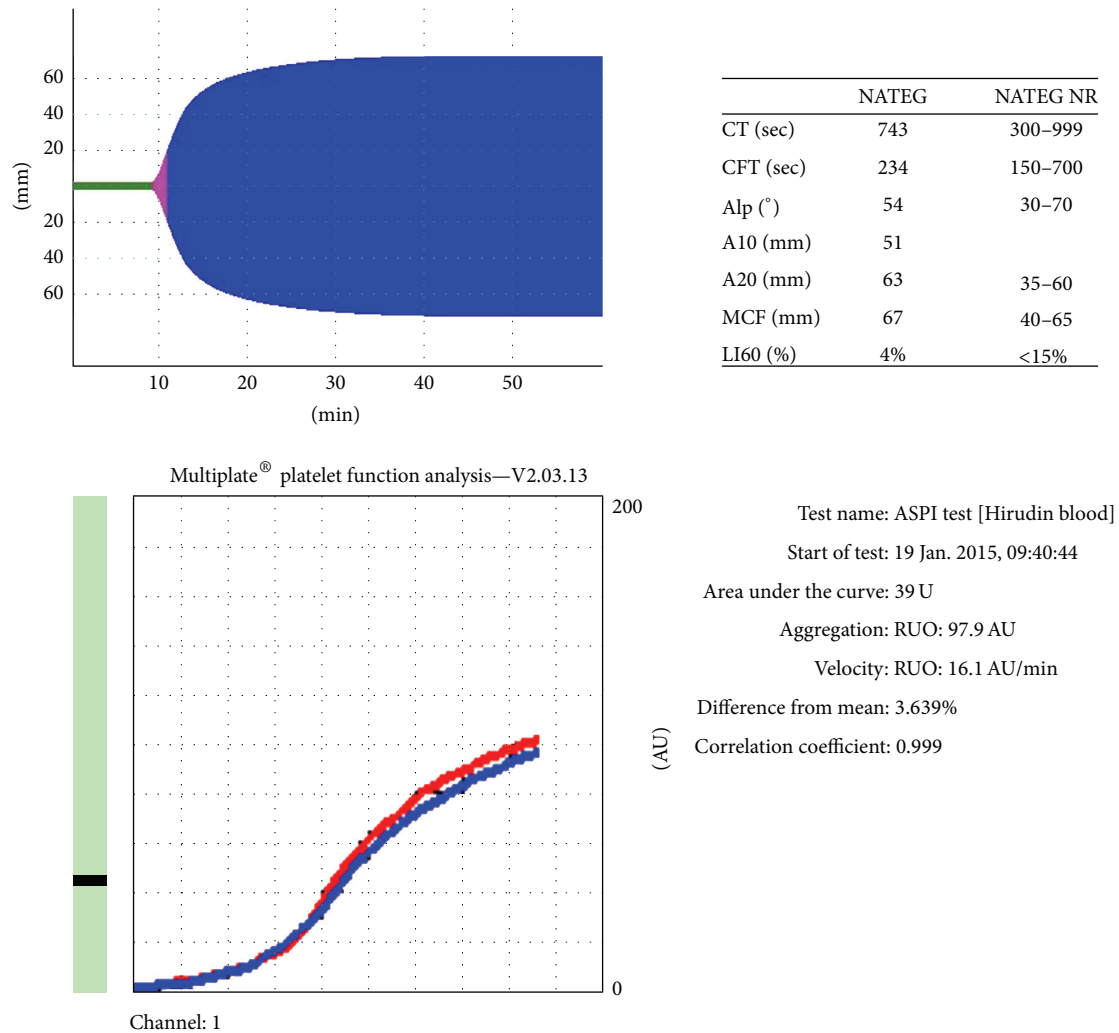 60
40
20
20
40
60
(mm)
10 20 30 40 50
(min)
NATEG NATEG NR
CT (sec) 743 300–999
CFT (sec) 234 150–700
Alp (°) 54 30–70
A10 (mm) 51
A20 (mm) 63 35–60
MCF (mm) 67 40–65
LI60 (%) 4% <15%
Multiplate® platelet function analysis—V2.03.13
200
0
(AU)
Channel: 1
Test name: ASPI test [Hirudin blood]
Start of test: 19 Jan. 2015, 09:40:44
Area under the curve: 39 U
Aggregation: RUO: 97.9 AU
Velocity: RUO: 16.1 AU/min
Difference from mean: 3.639%
Correlation coefficient: 0.999